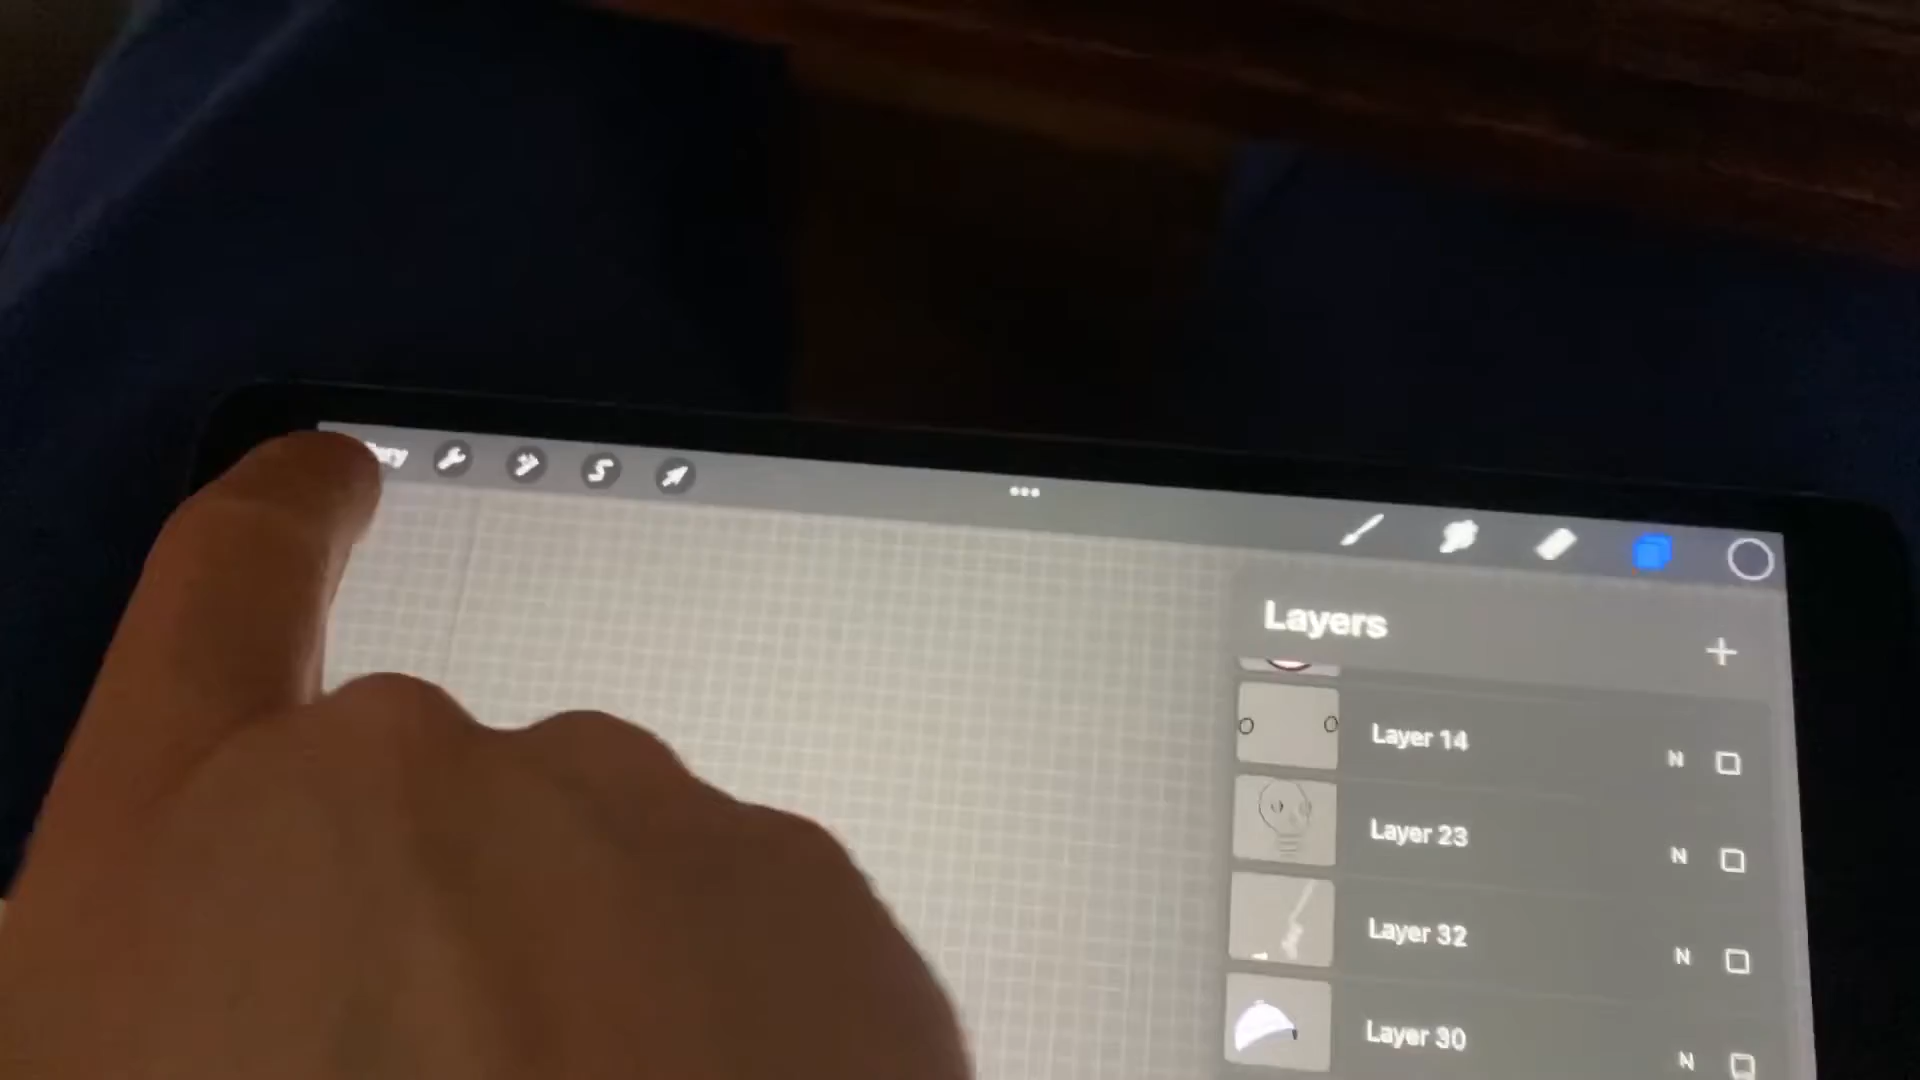 Layers
Layer 14
N
Layer 23
N
Layer 32
N
Layer 30
N